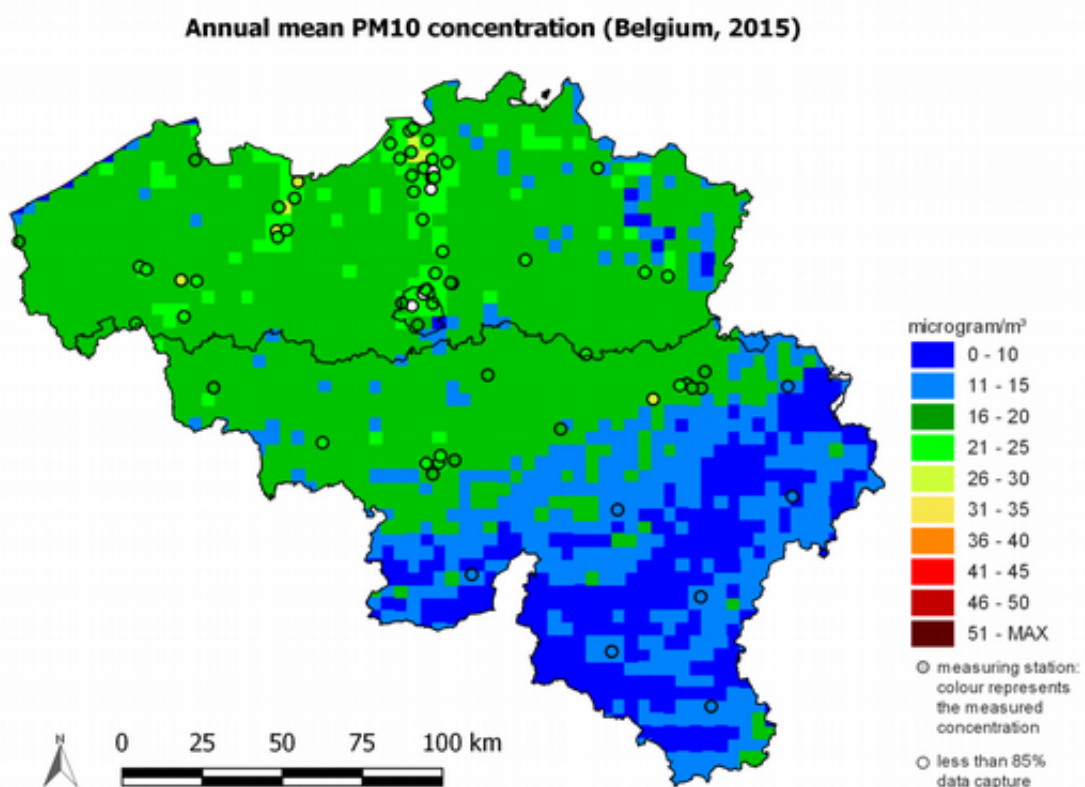 Annual mean PM10 concentration (Belgium, 2015)
microgram/m³
0 - 10
11 - 15
16 - 20
21 - 25
26 - 30
31 - 35
36 - 40
41 - 45
46 - 50
51 - MAX
measuring station:
colour represents
the measured
concentration
less than 85%
data capture
N
0 25 50 75 100 km